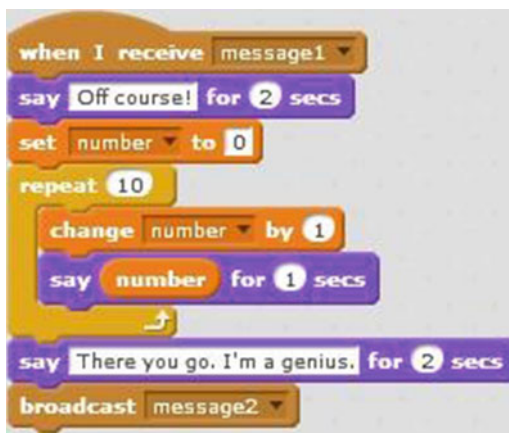 when I receive message1
say Off course! for 2 secs
set number to 0
repeat 10
change number by 1
say number for 1 secs
say There you go. I'm a genius. for 2 secs
broadcast message2